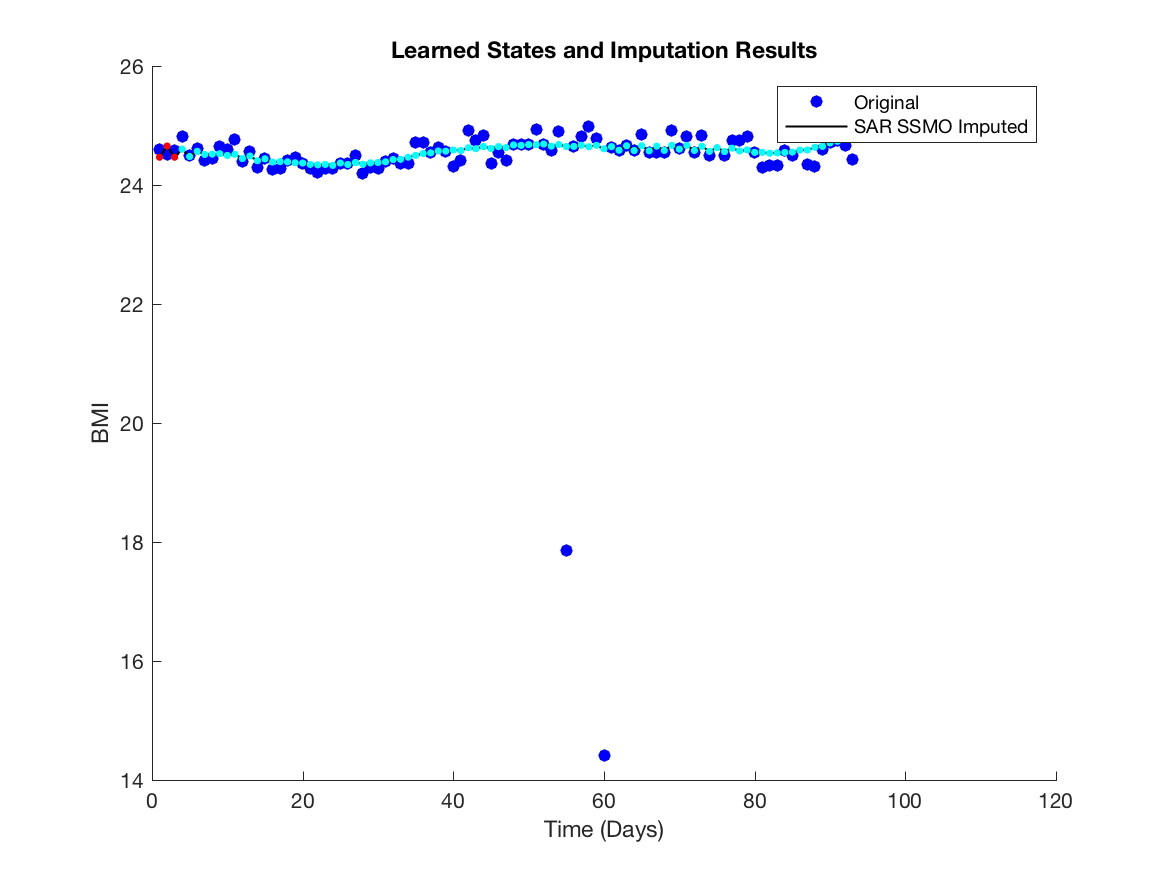 Learned States and Imputation Results
Original
SAR SSMO Imputed
26
24
22
20
18
16
14
BMI
0 20 40 60 80 100 120
Time (Days)